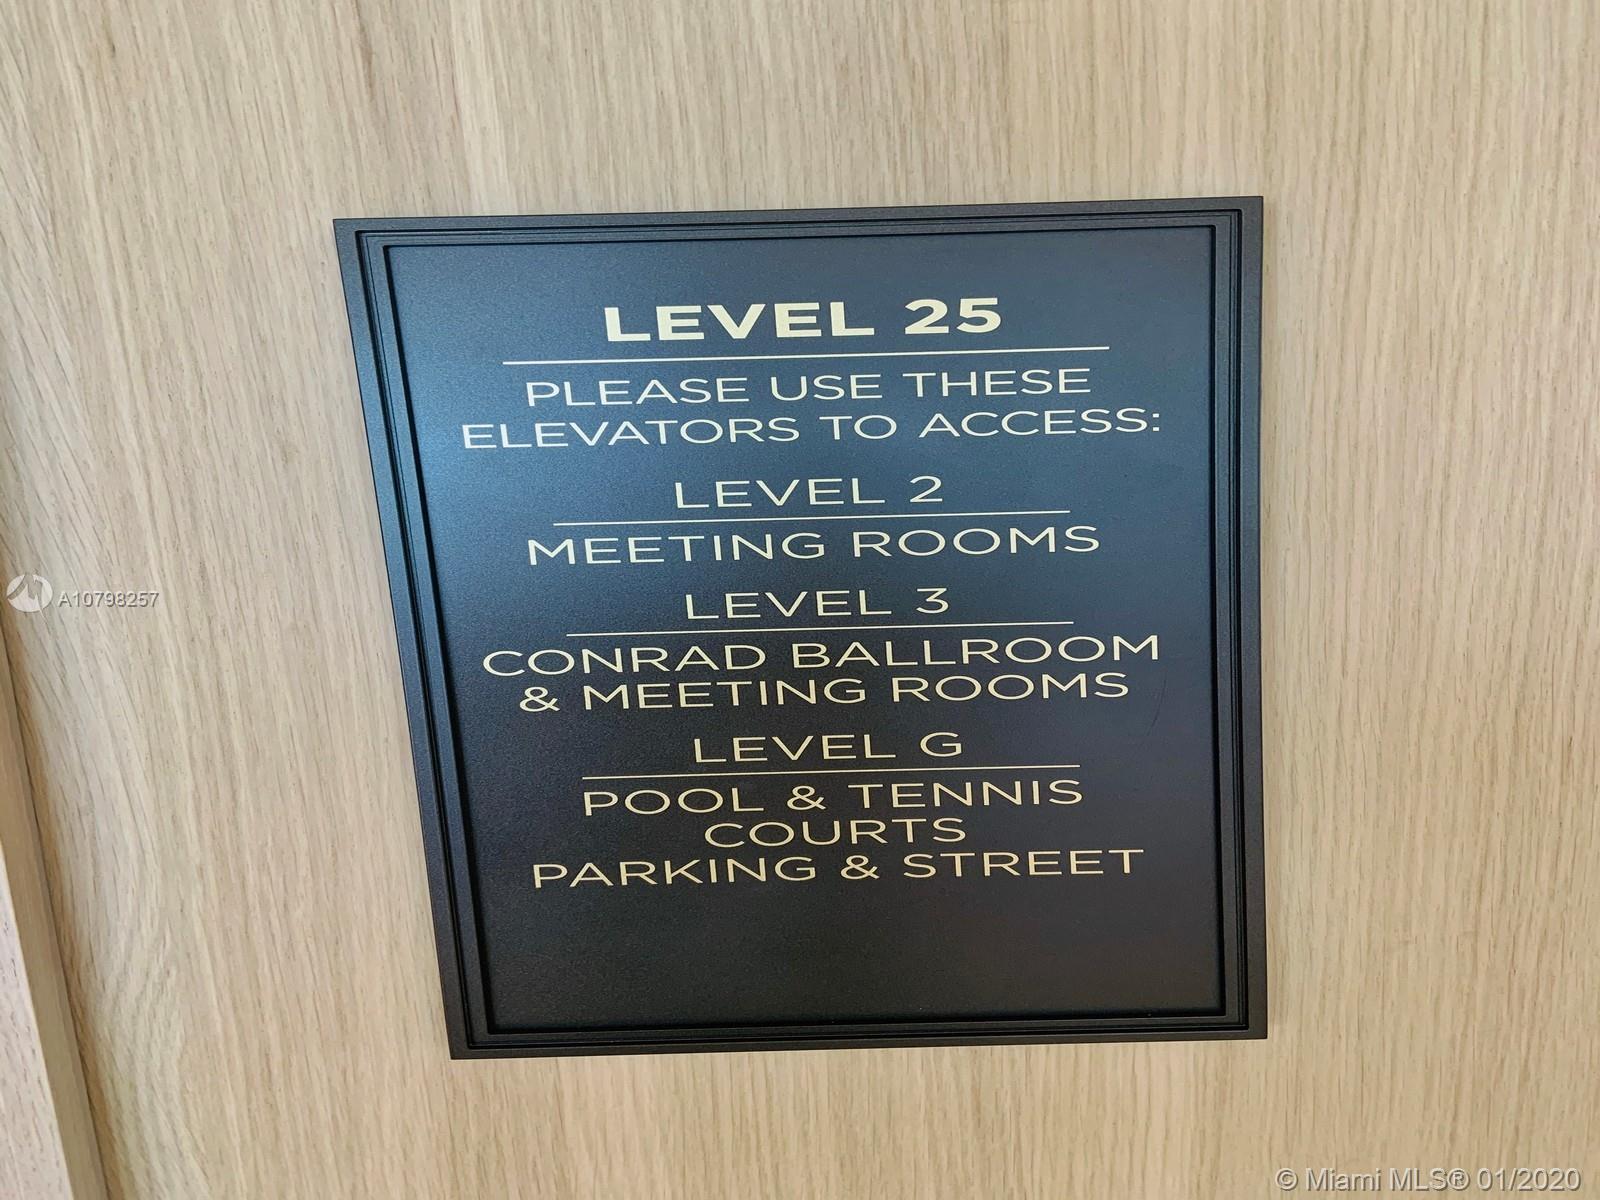 LEVEL 25
PLEASE USE THESE
ELEVATORS TO ACCESS:
LEVEL 2
MEETING ROOMS
LEVEL 3
CONRAD BALLROOM
& MEETING ROOMS
LEVEL G
POOL & TENNIS
COURTS
PARKING & STREET
A10798257
© Miami MLS® 01/2020